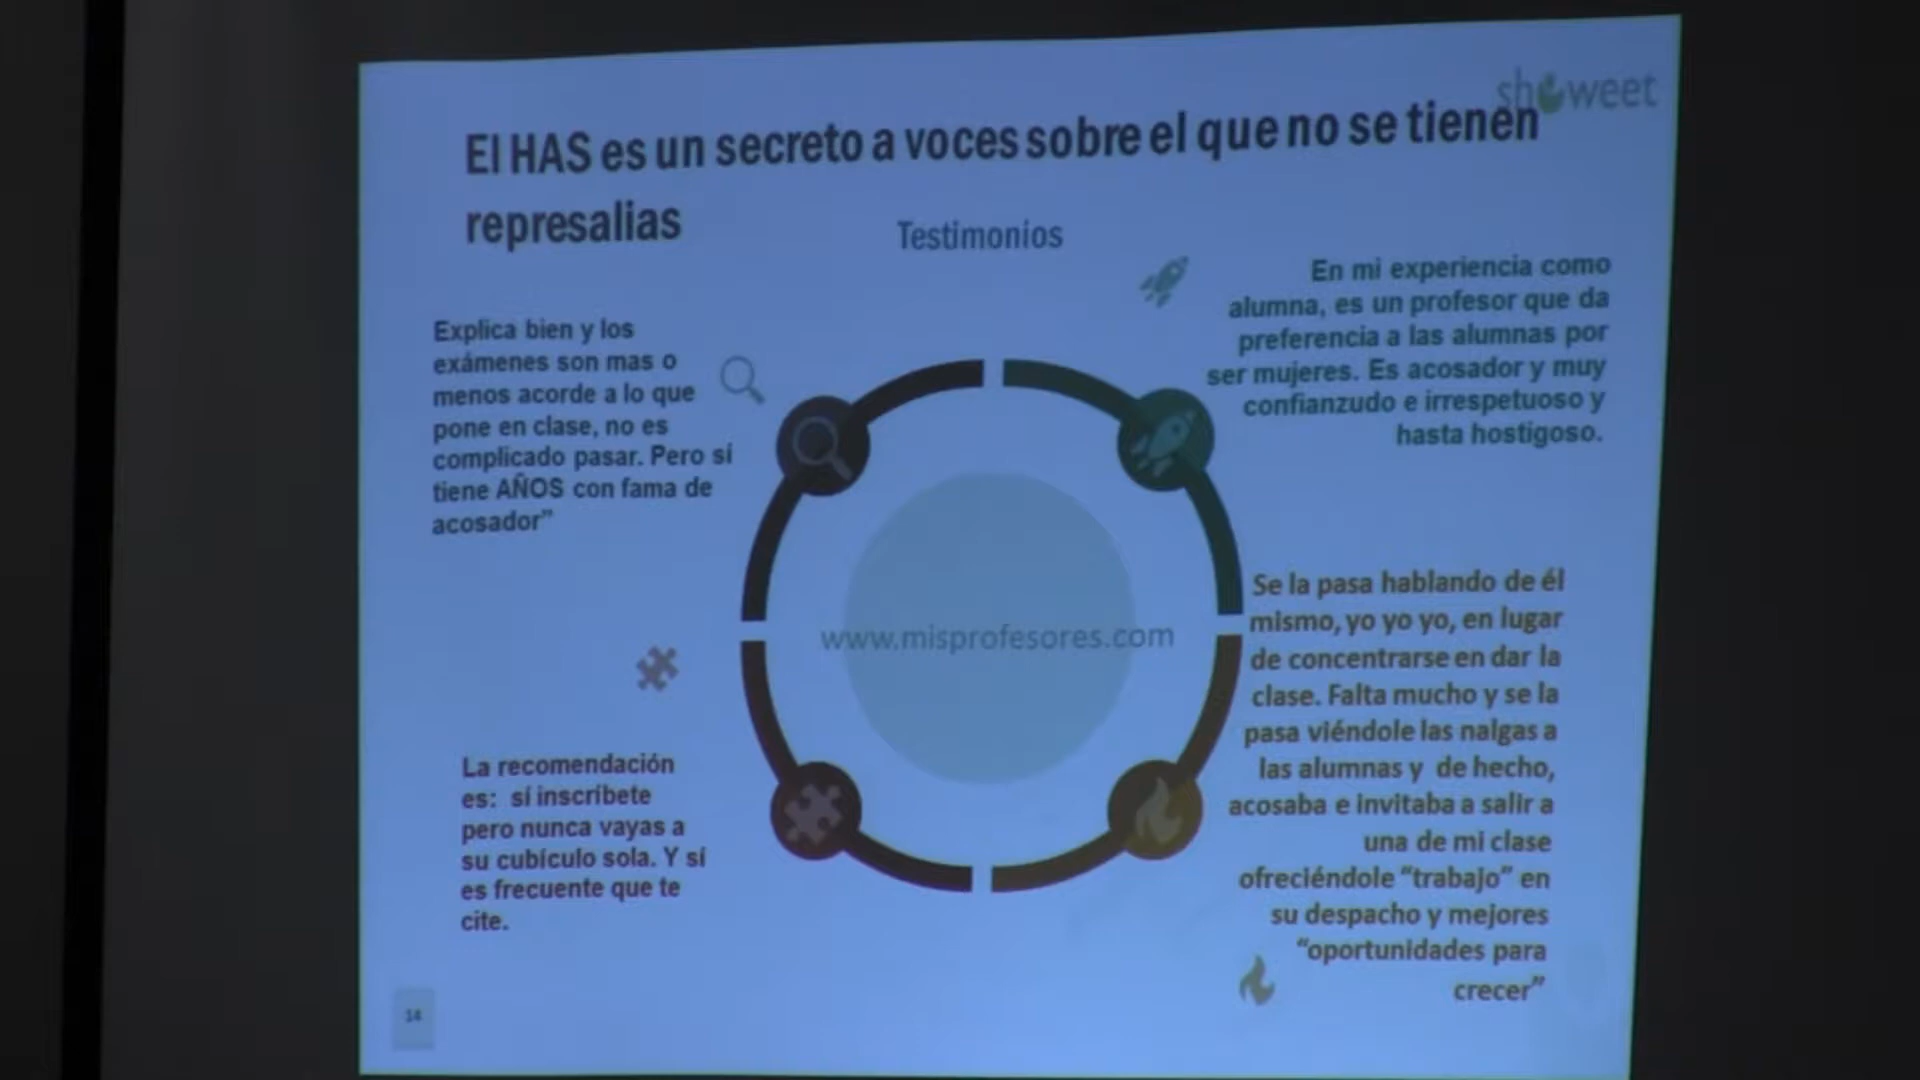 showeet
El HAS es un secreto a voces sobre el que no se tienen
represalias
Testimonios
Explica bien y los
exámenes son mas o
menos acorde a lo que
pone en clase, no es
complicado pasar. Pero sí
tiene AÑOS con fama de
acosador”
En mi experiencia como
alumna, es un profesor que da
preferencia a las alumnas por
ser mujeres. Es acosador y muy
confianzudo e irrespetuoso y
hasta hostigoso.
www.misprofesores.com
La recomendación
es: sí inscríbete
pero nunca vayas a
su cubículo sola. Y sí
es frecuente que te
cite.
Se la pasa hablando de él
mismo, yo yo yo, en lugar
de concentrarse en dar la
clase. Falta mucho y se la
pasa viéndole las nalgas a
las alumnas y de hecho,
acosaba e invitaba a salir a
una de mi clase
ofreciéndole “trabajo” en
su despacho y mejores
“oportunidades para
crecer”
14